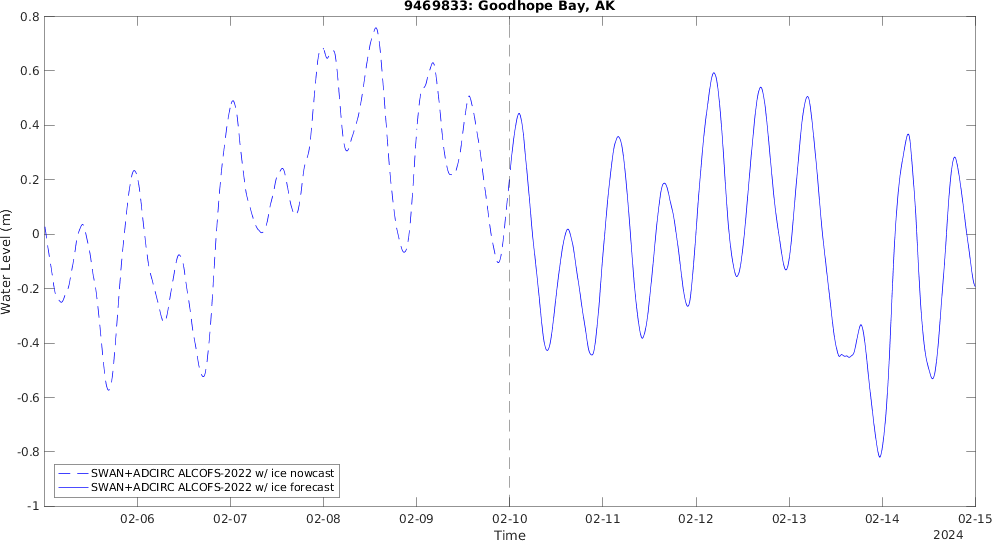 9469833: Goodhope Bay, AK
Water Level (m)
0.8
0.6
0.4
0.2
0
-0.2
-0.4
-0.6
-0.8
-1
SWAN+ADCIRC ALCOFS-2022 w/ ice nowcast
SWAN+ADCIRC ALCOFS-2022 w/ ice forecast
02-06 02-07 02-08 02-09 02-10 02-11 02-12 02-13 02-14 02-15
Time
2024